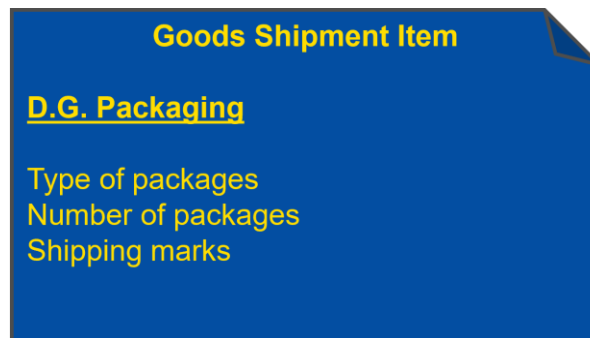 Goods Shipment Item
D.G. Packaging
Type of packages
Number of packages
Shipping marks